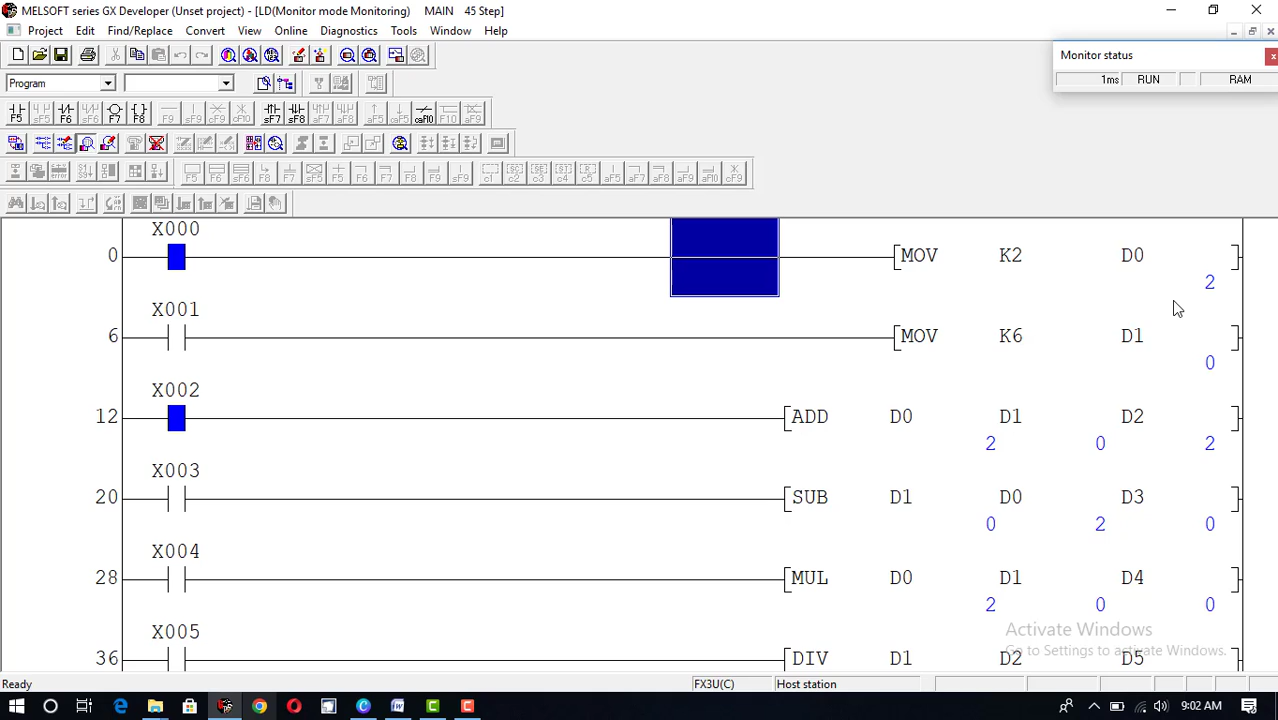 MELSOFT series GX Developer (Unset project) - [LD(Monitor mode Monitoring) MAIN 45 Step]
Project Edit Find/Replace Convert View Online Diagnostics Tools Window Help
Monitor status
1ms RUN RAM
Program
X000
0 MOV K2 D0
2
X001
6 MOV K6 D1
0
X002
12 ADD D0 D1 D2
2 0 2
X003
20 SUB D1 D0 D3
0 2 0
X004
28 MUL D0 D1 D4
2 0 0
X005
36 DIV D1 D2 D5
Activate Windows
Go to Settings to activate Windows.
Ready FX3U(C) Host station
9:02 AM